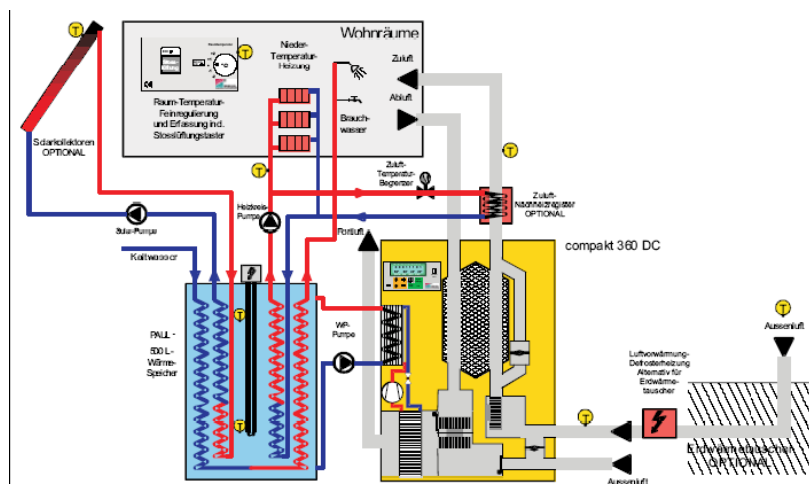 Wohnräume
Nieder-
Temperatur-
Heizung
Zuluft
Raum-Temperatur-
Feinregulierung
und Erfassung incl.
Stosslüftungstaster
Abluft
Brauch-
wasser
T
T
T
T
T
T
T
T
T
Solarkollektoren
OPTIONAL
Zuluft-
Temperatur-
Begrenzer
Heizkreis-
Pumpe
Zuluft-
Nachheizregister
OPTIONAL
Solar-Pumpe
Fortluft
Kaltwasser
compakt 360 DC
PAUL -
500 L -
Wärme-
Speicher
WP-
Pumpe
Aussenluft
Luftvorwärmung-
Defrosterheizung
Alternativ für
Erdwärme-
tauscher
Erdwärmetauscher
OPTIONAL
Aussenluft